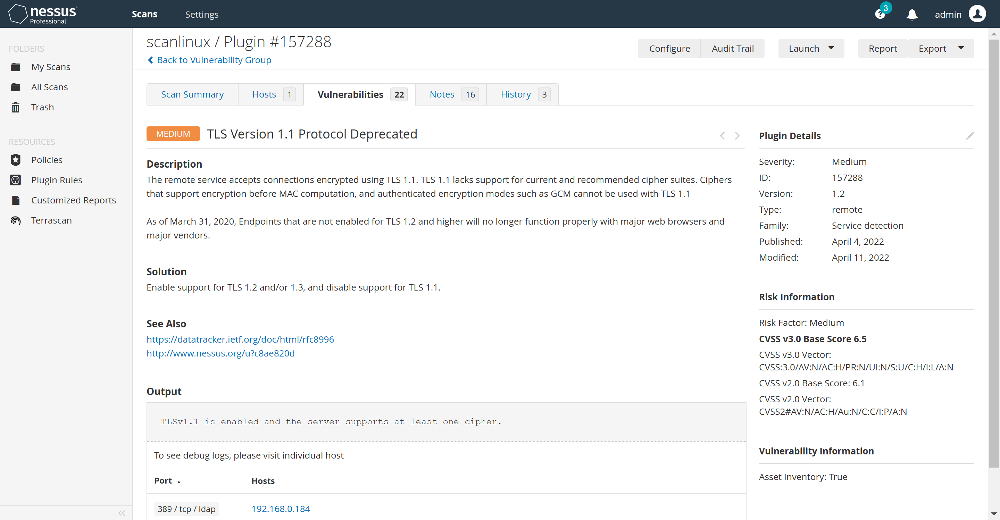 nessus
Professional
Scans
Settings
3
?
admin
FOLDERS
My Scans
All Scans
Trash
RESOURCES
Policies
Plugin Rules
Customized Reports
Terrascan
scanlinux / Plugin #157288
Back to Vulnerability Group
Configure
Audit Trail
Launch
Report
Export
Scan Summary
Hosts 1
Vulnerabilities 22
Notes 16
History 3
MEDIUM
TLS Version 1.1 Protocol Deprecated
Description
The remote service accepts connections encrypted using TLS 1.1. TLS 1.1 lacks support for current and recommended cipher suites. Ciphers
that support encryption before MAC computation, and authenticated encryption modes such as GCM cannot be used with TLS 1.1
As of March 31, 2020, Endpoints that are not enabled for TLS 1.2 and higher will no longer function properly with major web browsers and
major vendors.
Solution
Enable support for TLS 1.2 and/or 1.3, and disable support for TLS 1.1.
See Also
https://datatracker.ietf.org/doc/html/rfc8996
http://www.nessus.org/u?c8ae820d
Output
TLSv1.1 is enabled and the server supports at least one cipher.
To see debug logs, please visit individual host
Port ▲ Hosts
389 / tcp / ldap 192.168.0.184
Plugin Details
Severity: Medium
ID: 157288
Version: 1.2
Type: remote
Family: Service detection
Published: April 4, 2022
Modified: April 11, 2022
Risk Information
Risk Factor: Medium
CVSS v3.0 Base Score 6.5
CVSS v3.0 Vector:
CVSS:3.0/AV:N/AC:H/PR:N/UI:N/S:U/C:H/I:L/A:N
CVSS v2.0 Base Score: 6.1
CVSS v2.0 Vector:
CVSS2#AV:N/AC:H/Au:N/C:C/I:P/A:N
Vulnerability Information
Asset Inventory: True